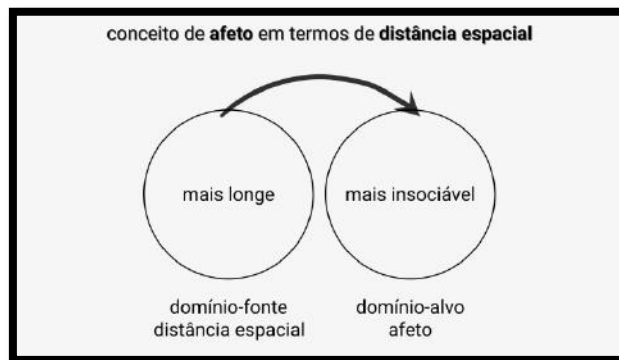 conceito de afeto em termos de distância espacial
mais longe
mais insociável
domínio-fonte
distância espacial
domínio-alvo
afeto